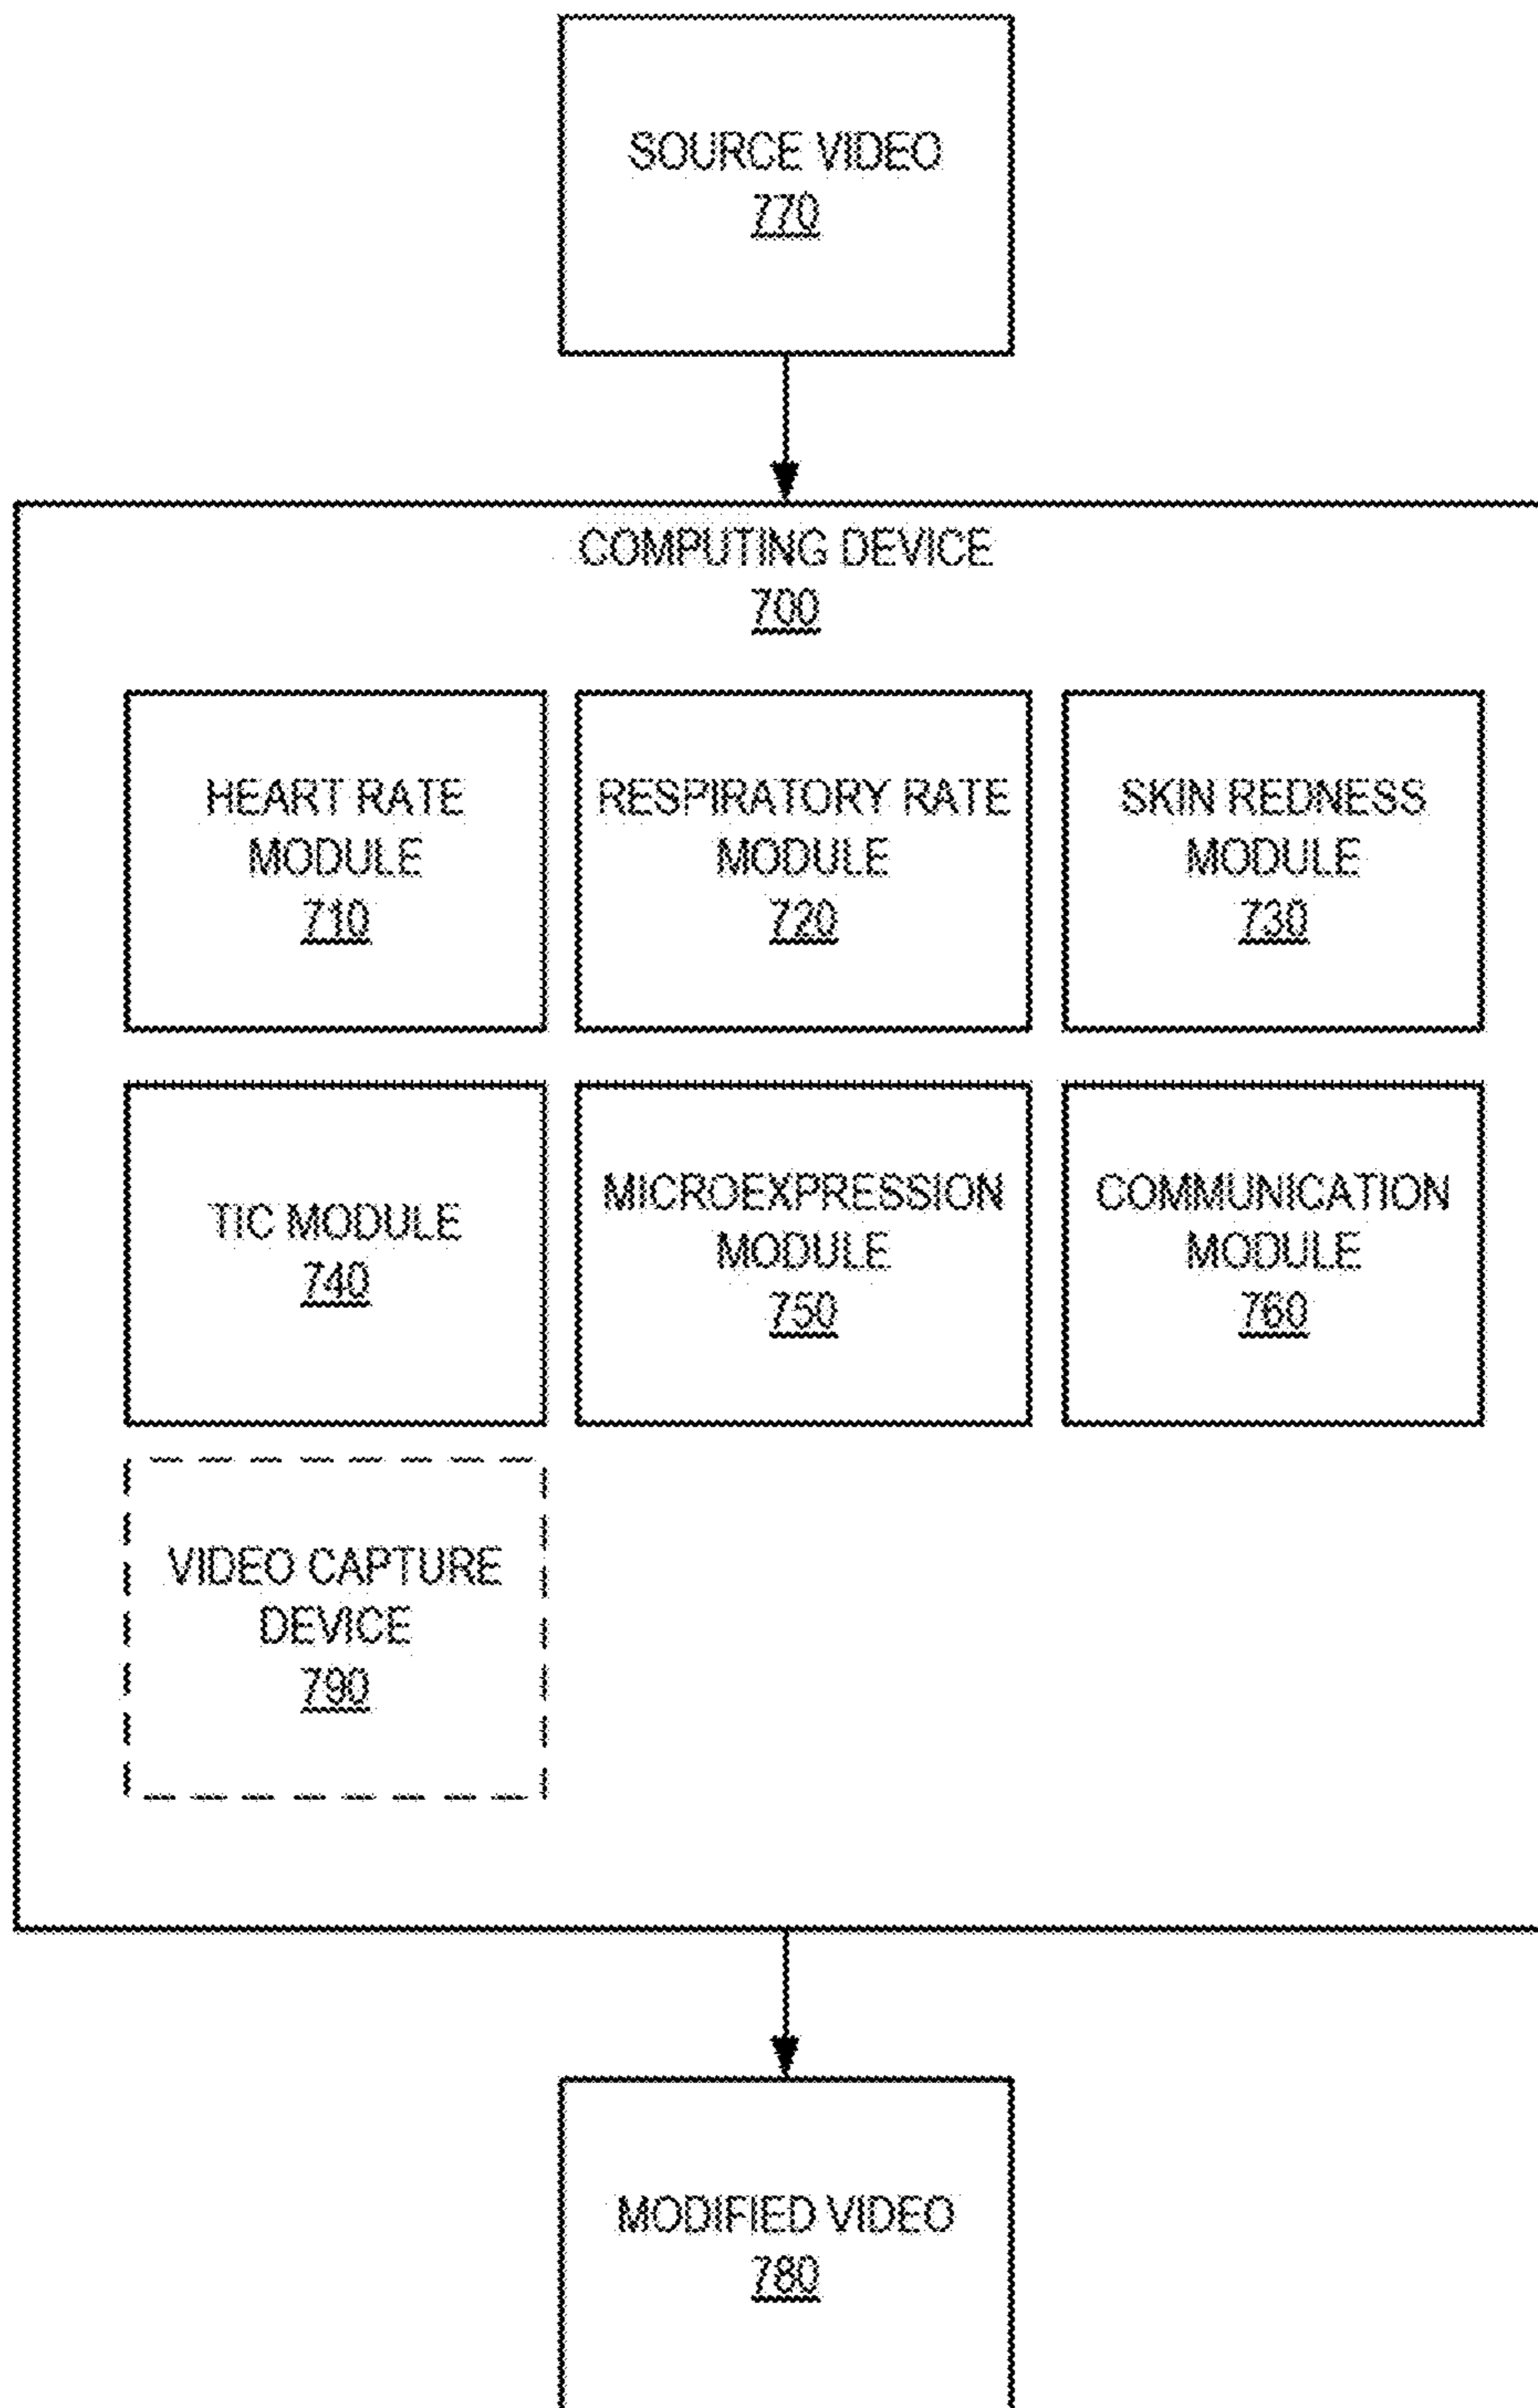 SOURCE VIDEO
770
COMPUTING DEVICE
700
HEART RATE
MODULE
710
RESPIRATORY RATE
MODULE
720
SKIN REDNESS
MODULE
730
TIC MODULE
740
MICROEXPRESSION
MODULE
750
COMMUNICATION
MODULE
760
VIDEO CAPTURE
DEVICE
790
MODIFIED VIDEO
780